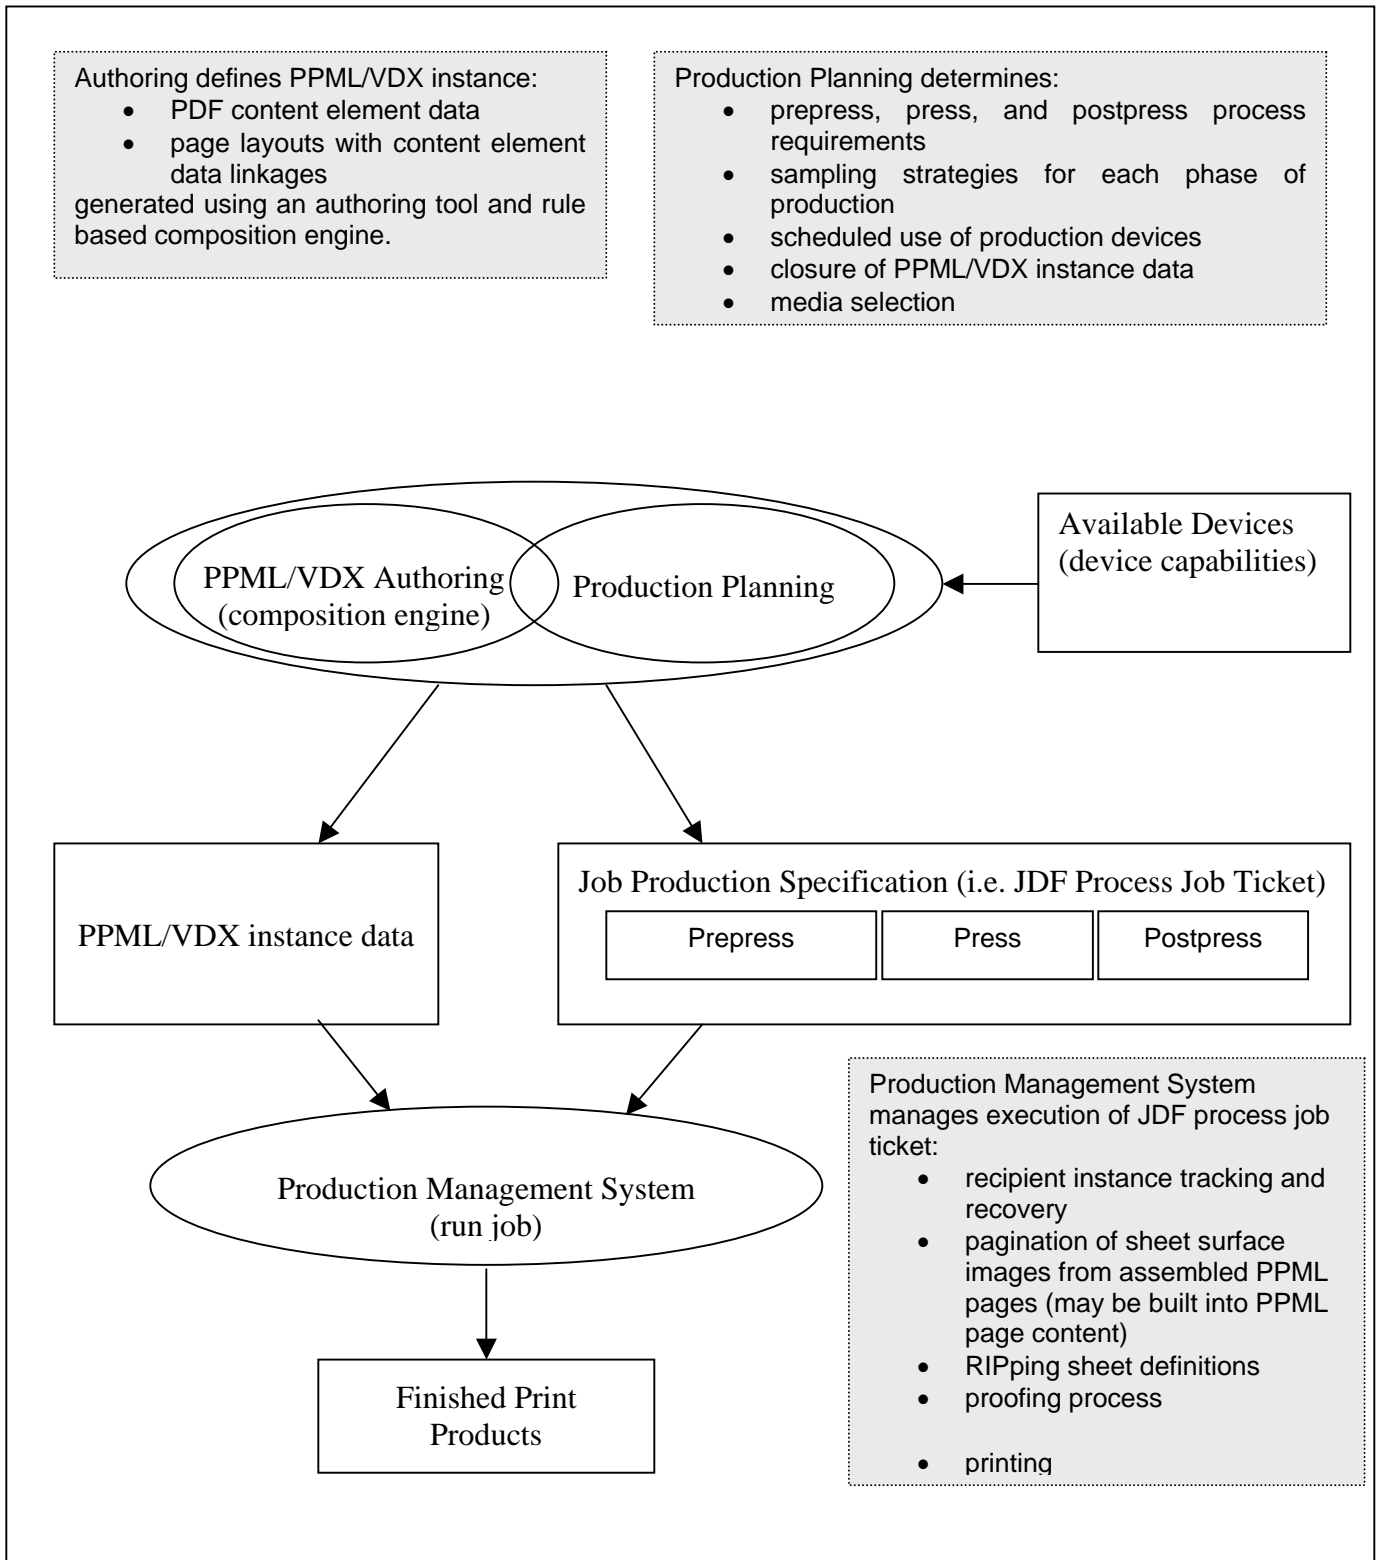 Authoring defines PPML/VDX instance:
• PDF content element data
• page layouts with content element
data linkages
generated using an authoring tool and rule
based composition engine.
Production Planning determines:
• prepress, press, and postpress process
requirements
• sampling strategies for each phase of
production
• scheduled use of production devices
• closure of PPML/VDX instance data
• media selection
PPML/VDX Authoring
(composition engine)
Production Planning
Available Devices
(device capabilities)
PPML/VDX instance data
Job Production Specification (i.e. JDF Process Job Ticket)
Prepress
Press
Postpress
Production Management System
(run job)
Production Management System
manages execution of JDF process job
ticket:
• recipient instance tracking and
recovery
• pagination of sheet surface
images from assembled PPML
pages (may be built into PPML
page content)
• RIPping sheet definitions
• proofing process
• printing
Finished Print
Products